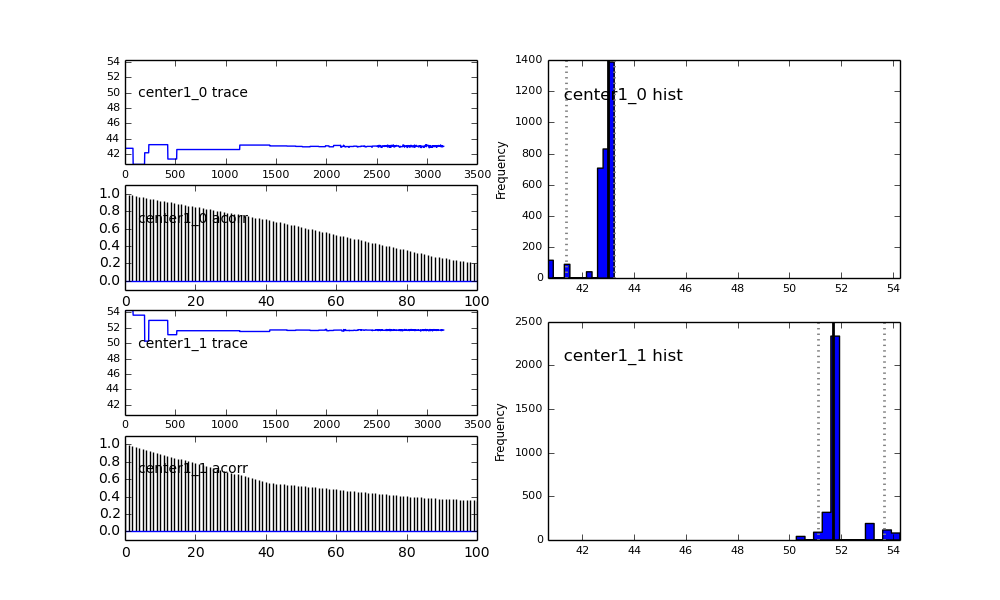 54
52
50
48
46
44
42
center1_0 trace
0 500 1000 1500 2000 2500 3000 3500
1.0
0.8
0.6
0.4
0.2
0.0
center1_0 acorr
0 20 40 60 80 100
54
52
50
48
46
44
42
center1_1 trace
0 500 1000 1500 2000 2500 3000 3500
1.0
0.8
0.6
0.4
0.2
0.0
center1_1 acorr
0 20 40 60 80 100
1400
1200
1000
800
600
400
200
0
Frequency
center1_0 hist
42 44 46 48 50 52 54
2500
2000
1500
1000
500
0
Frequency
center1_1 hist
42 44 46 48 50 52 54